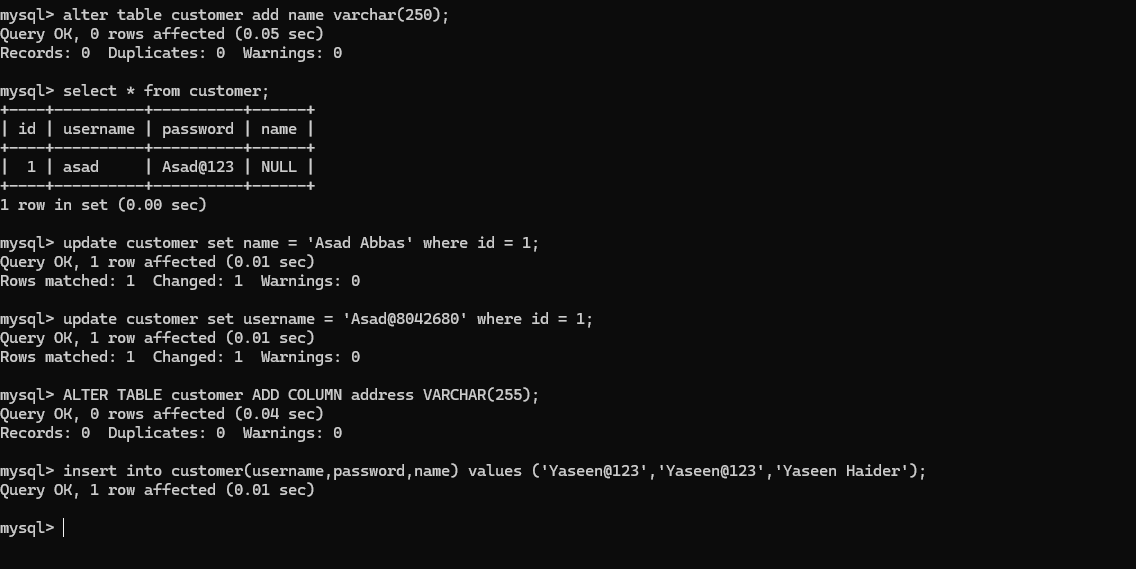 mysql> alter table customer add name varchar(250);
Query OK, 0 rows affected (0.05 sec)
Records: 0  Duplicates: 0  Warnings: 0
mysql> select * from customer;
+----+----------+----------+------+
| id | username | password | name |
+----+----------+----------+------+
|  1 | asad     | Asad@123 | NULL |
+----+----------+----------+------+
1 row in set (0.00 sec)
mysql> update customer set name = 'Asad Abbas' where id = 1;
Query OK, 1 row affected (0.01 sec)
Rows matched: 1  Changed: 1  Warnings: 0
mysql> update customer set username = 'Asad@8042680' where id = 1;
Query OK, 1 row affected (0.01 sec)
Rows matched: 1  Changed: 1  Warnings: 0
mysql> ALTER TABLE customer ADD COLUMN address VARCHAR(255);
Query OK, 0 rows affected (0.04 sec)
Records: 0  Duplicates: 0  Warnings: 0
mysql> insert into customer(username,password,name) values ('Yaseen@123','Yaseen@123','Yaseen Haider');
Query OK, 1 row affected (0.01 sec)
mysql>